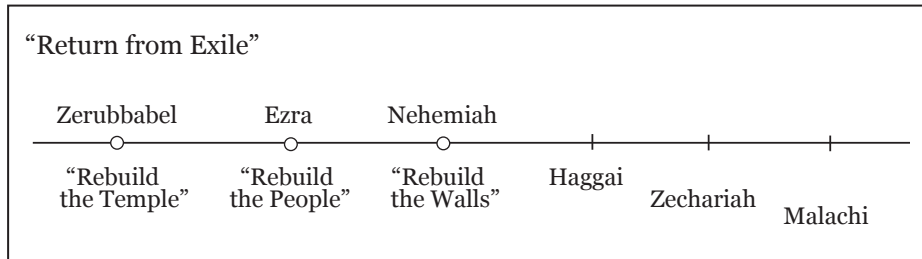 “Return from Exile”
Zerubbabel Ezra Nehemiah
“Rebuild “Rebuild “Rebuild Haggai
the Temple” the People” the Walls” Zechariah
Malachi